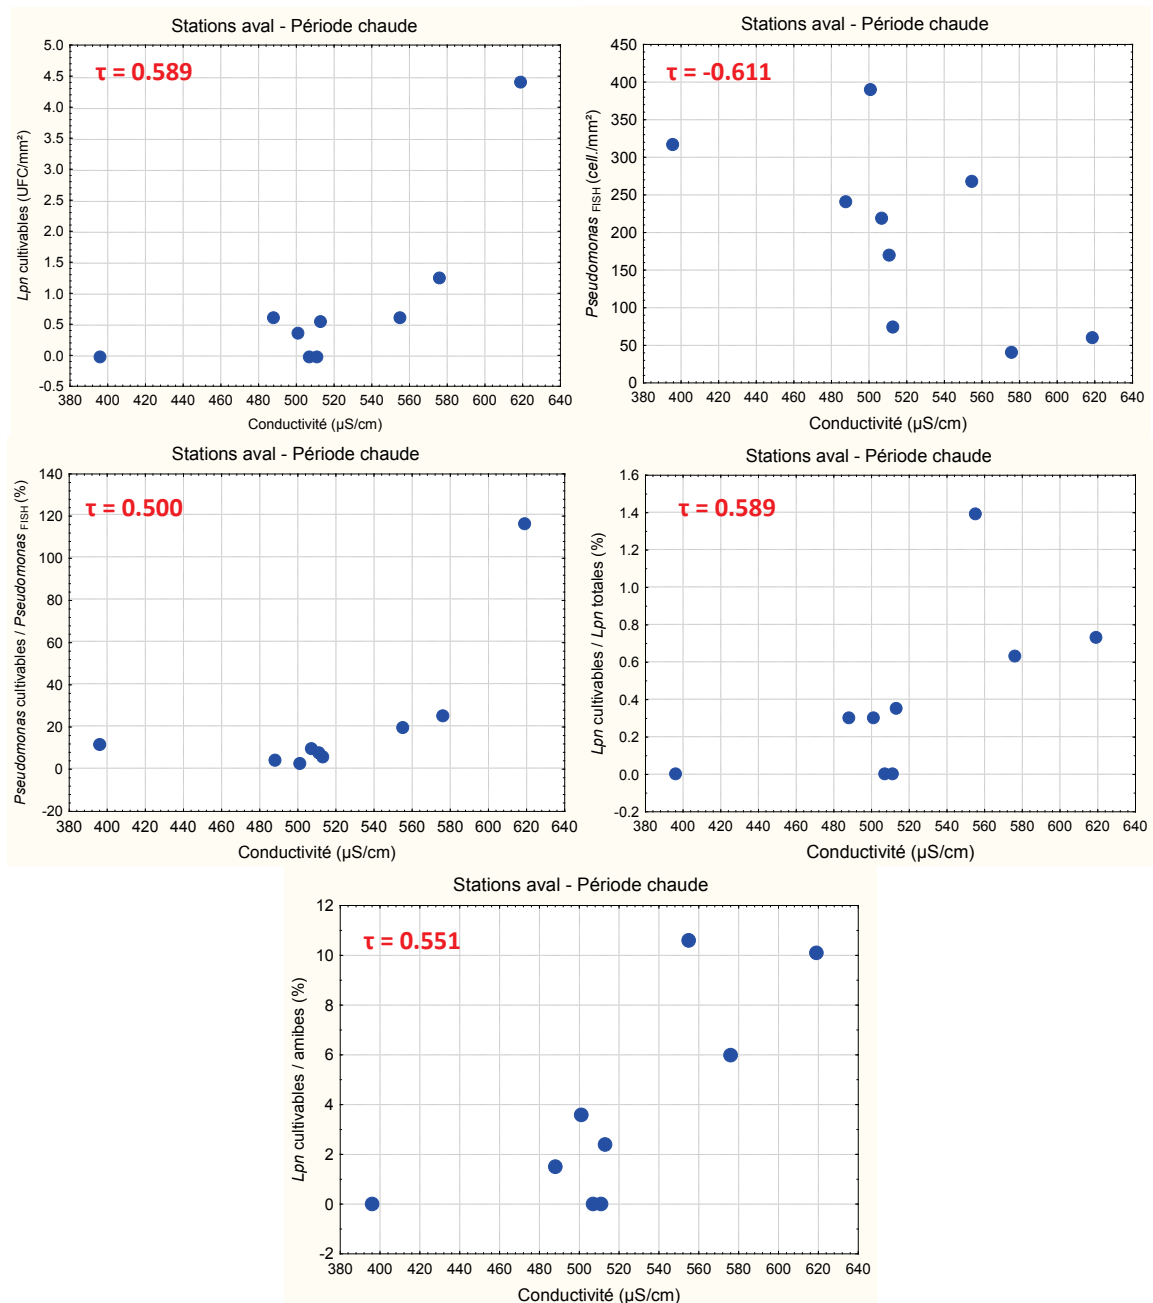 Stations aval - Période chaude
τ = 0.589
Lpn cultivables (UFC/mm²)
5.0
4.5
4.0
3.5
3.0
2.5
2.0
1.5
1.0
0.5
0.0
-0.5
380 400 420 440 460 480 500 520 540 560 580 600 620 640
Conductivité (µS/cm)
Stations aval - Période chaude
τ = -0.611
Pseudomonas FISH (cell./mm²)
450
400
350
300
250
200
150
100
50
0
380 400 420 440 460 480 500 520 540 560 580 600 620 640
Conductivité (µS/cm)
Stations aval - Période chaude
τ = 0.500
Pseudomonas cultivables / Pseudomonas FISH (%)
140
120
100
80
60
40
20
0
-20
380 400 420 440 460 480 500 520 540 560 580 600 620 640
Conductivité (µS/cm)
Stations aval - Période chaude
τ = 0.589
Lpn cultivables / Lpn totales (%)
1.6
1.4
1.2
1.0
0.8
0.6
0.4
0.2
0.0
-0.2
380 400 420 440 460 480 500 520 540 560 580 600 620 640
Conductivité (µS/cm)
Stations aval - Période chaude
τ = 0.551
Lpn cultivables / amibes (%)
12
10
8
6
4
2
0
-2
380 400 420 440 460 480 500 520 540 560 580 600 620 640
Conductivité (µS/cm)